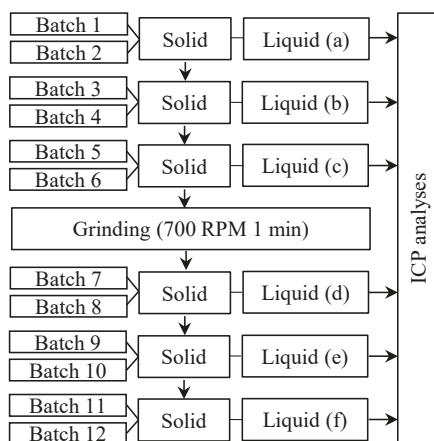 Batch 1
Batch 2
Solid
Liquid (a)
Batch 3
Batch 4
Solid
Liquid (b)
Batch 5
Batch 6
Solid
Liquid (c)
Grinding (700 RPM 1 min)
Batch 7
Batch 8
Solid
Liquid (d)
Batch 9
Batch 10
Solid
Liquid (e)
Batch 11
Batch 12
Solid
Liquid (f)
ICP analyses